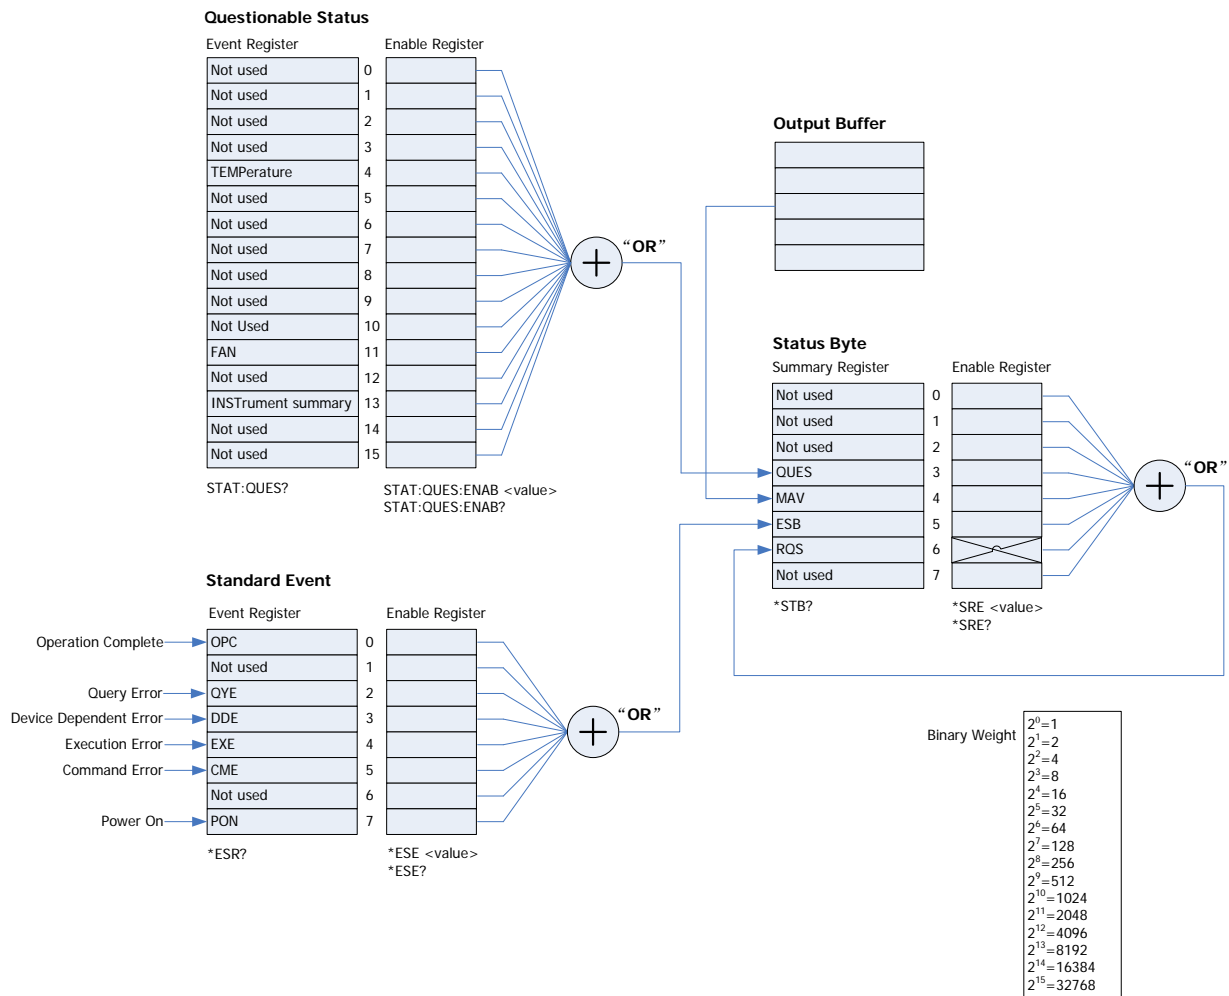 Questionable Status
Event Register
Enable Register
Not used 0
Not used 1
Not used 2
Not used 3
TEMPerature 4
Not used 5
Not used 6
Not used 7
Not used 8
Not used 9
Not Used 10
FAN 11
Not used 12
INSTrument summary 13
Not used 14
Not used 15
STAT:QUES?
STAT:QUES:ENAB <value>
STAT:QUES:ENAB?
“OR”
Output Buffer
Status Byte
Summary Register
Enable Register
Not used 0
Not used 1
Not used 2
QUES 3
MAV 4
ESB 5
RQS 6
Not used 7
*STB?
*SRE <value>
*SRE?
“OR”
Standard Event
Event Register
Enable Register
Operation Complete OPC 0
Not used 1
Query Error QYE 2
Device Dependent Error DDE 3
Execution Error EXE 4
Command Error CME 5
Not used 6
Power On PON 7
*ESR?
*ESE <value>
*ESE?
“OR”
Binary Weight
2⁰=1
2¹=2
2²=4
2³=8
2⁴=16
2⁵=32
2⁶=64
2⁷=128
2⁸=256
2⁹=512
2¹⁰=1024
2¹¹=2048
2¹²=4096
2¹³=8192
2¹⁴=16384
2¹⁵=32768